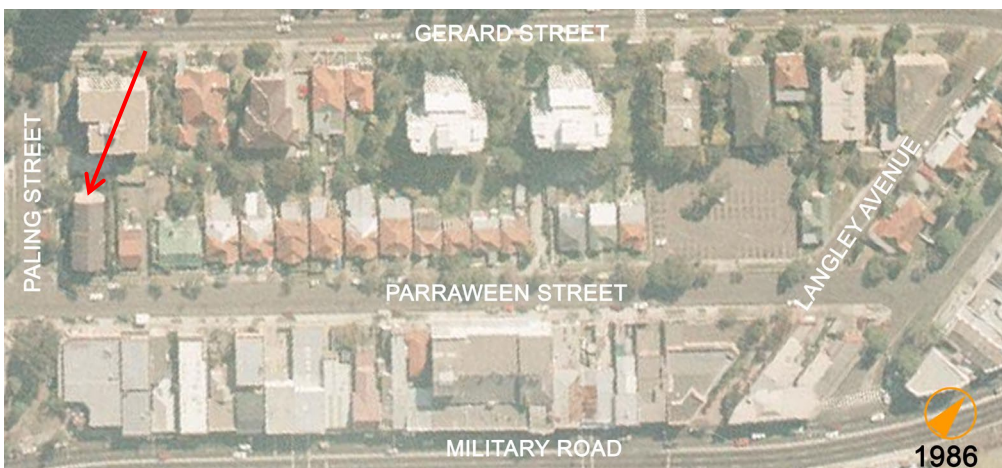 GERARD STREET
PALING STREET
LANGLEY AVENUE
PARRAWEEN STREET
MILITARY ROAD
1986